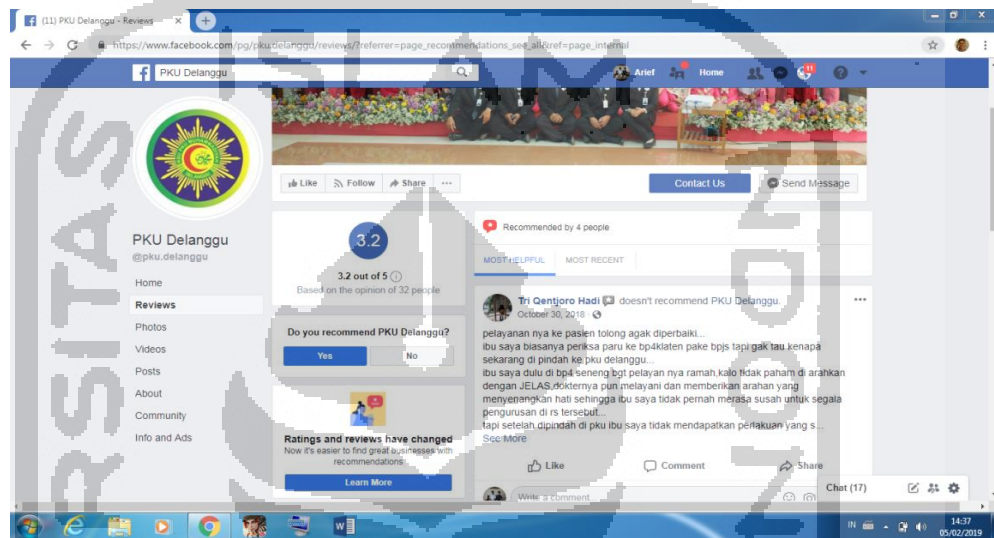 (11) PKU Delanggu - Reviews
https://www.facebook.com/pg/pku.delanggu/reviews/?referrer=page_recommendations_see_all&ref=page_internal
PKU Delanggu
Arief
Home
11
Like
Follow
Share
Contact Us
Send Message
PKU Delanggu
@pku.delanggu
Home
Reviews
Photos
Videos
Posts
About
Community
Info and Ads
3.2
3.2 out of 5
Based on the opinion of 32 people
Do you recommend PKU Delanggu?
Yes
No
Ratings and reviews have changed
Now it's easier to find great businesses with
recommendations
Learn More
Recommended by 4 people
MOST HELPFUL
MOST RECENT
Tri Qentjoro Hadi doesn't recommend PKU Delanggu.
October 30, 2018
pelayanan nya ke pasien tolong agak diperbaiki...
ibu saya biasanya periksa paru ke bp4klaten pake bpjs tapi gak tau kenapa
sekarang di pindah ke pku delanggu...
ibu saya dulu di bp4 seneng bgt pelayan nya ramah,kalo tidak paham di arahkan
dengan JELAS,dokternya pun melayani dan memberikan arahan yang
menyenangkan hati sehingga ibu saya tidak pernah merasa susah untuk segala
pengurusan di rs tersebut...
tapi setelah dipindah di pku ibu saya tidak mendapatkan perlakuan yang s...
See More
Like
Comment
Share
Write a comment...
Chat (17)
IN
14:37
05/02/2019
ISLAM